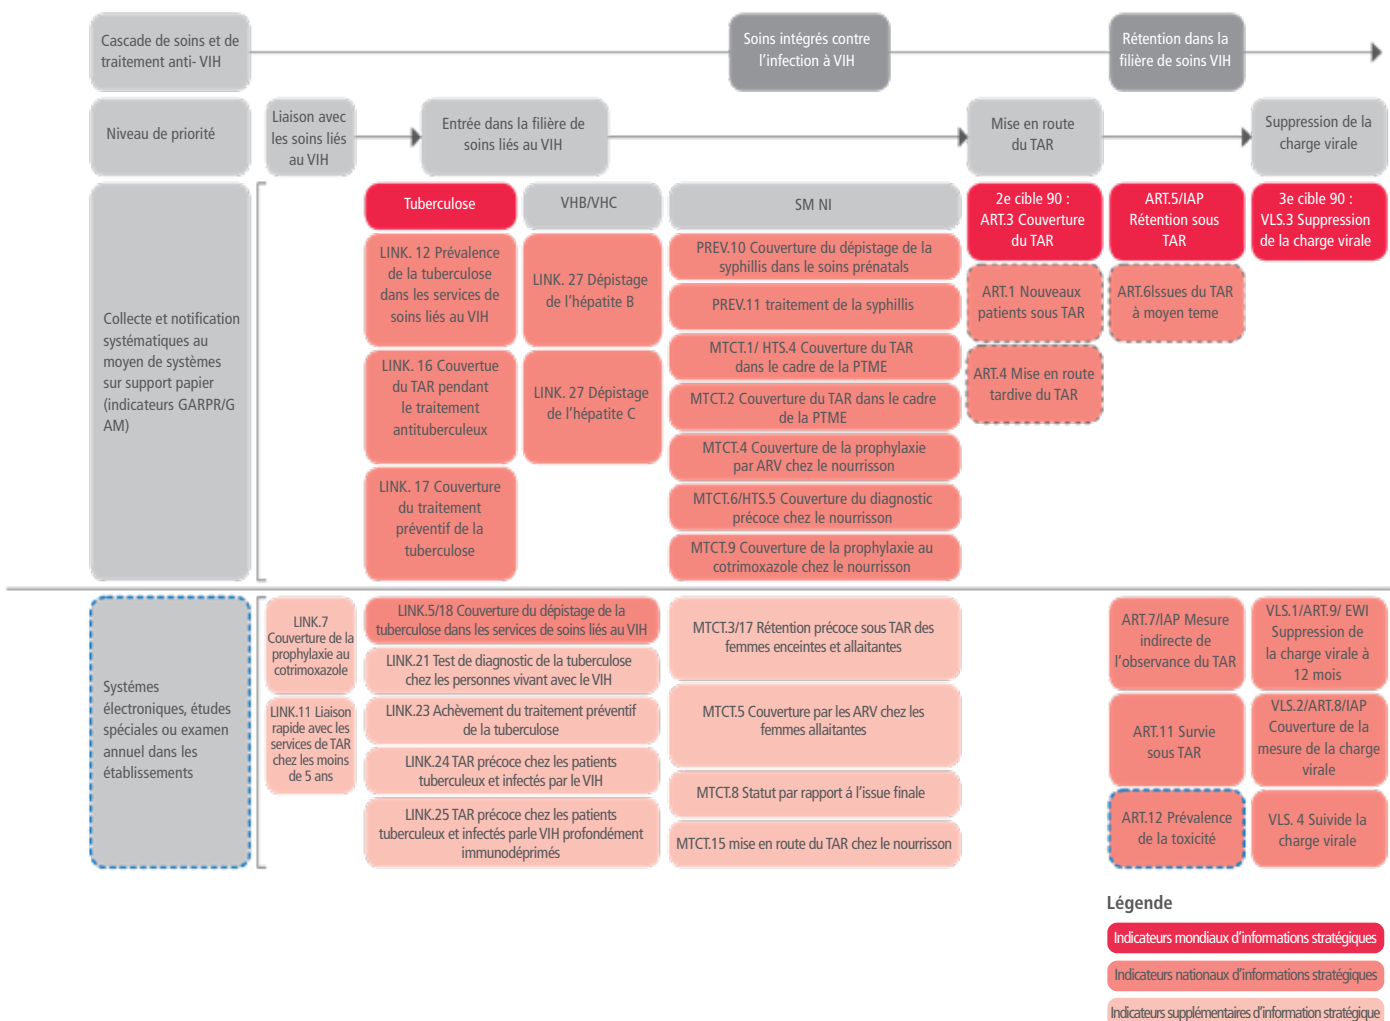 Cascade de soins et de
traitement anti- VIH
Soins intégrés contre
l'infection à VIH
Rétention dans la
filière de soins VIH
Niveau de priorité
Liaison avec
les soins liés
au VIH
Entrée dans la filière de
soins liés au VIH
Mise en route
du TAR
Suppression de la
charge virale
Collecte et notification
systématiques au
moyen de systèmes
sur support papier
(indicateurs GARPR/G
AM)
Tuberculose
LINK. 12 Prévalence
de la tuberculose
dans les services de
soins liés au VIH
LINK. 16 Couvertue
du TAR pendant
le traitement
antituberculeux
LINK. 17 Couverture
du traitement
préventif de la
tuberculose
VHB/VHC
LINK. 27 Dépistage
de l'hépatite B
LINK. 27 Dépistage
de l'hépatite C
SM NI
PREV.10 Couverture du dépistage de la
syphillis dans le soins prénatals
PREV.11 traitement de la syphillis
MTCT.1/ HTS.4 Couverture du TAR
dans le cadre de la PTME
MTCT.2 Couverture du TAR dans le cadre
de la PTME
MTCT.4 Couverture de la prophylaxie
par ARV chez le nourrisson
MTCT.6/HTS.5 Couverture du diagnostic
précoce chez le nourrisson
MTCT.9 Couverture de la prophylaxie au
cotrimoxazole chez le nourrisson
2e cible 90 :
ART.3 Couverture
du TAR
ART.1 Nouveaux
patients sous TAR
ART.4 Mise en route
tardive du TAR
ART.5/IAP
Rétention sous
TAR
ART.6Issues du TAR
à moyen teme
3e cible 90 :
VLS.3 Suppression
de la charge virale
Systémes
électroniques, études
spéciales ou examen
annuel dans les
établissements
LINK.7
Couverture de la
prophylaxie au
cotrimoxazole
LINK.11 Liaison
rapide avec les
services de TAR
chez les moins
de 5 ans
LINK.5/18 Couverture du dépistage de la
tuberculose dans les services de soins liés au VIH
LINK.21 Test de diagnostic de la tuberculose
chez les personnes vivant avec le VIH
LINK.23 Achèvement du traitement préventif
de la tuberculose
LINK.24 TAR précoce chez les patients
tuberculeux et infectés par le VIH
LINK.25 TAR précoce chez les patients
tuberculeux et infectés parle VIH profondément
immunodéprimés
MTCT.3/17 Rétention précoce sous TAR des
femmes enceintes et allaitantes
MTCT.5 Couverture par les ARV chez les
femmes allaitantes
MTCT.8 Statut par rapport á l'issue finale
MTCT.15 mise en route du TAR chez le nourrisson
ART.7/IAP Mesure
indirecte de
l'observance du TAR
ART.11 Survie
sous TAR
ART.12 Prévalence
de la toxicité
VLS.1/ART.9/ EWI
Suppression de
la charge virale à
12 mois
VLS.2/ART.8/IAP
Couverture de la
mesure de la charge
virale
VLS. 4 Suivide la
charge virale
Légende
Indicateurs mondiaux d'informations stratégiques
Indicateurs nationaux d'informations stratégiques
Indicateurs supplémentaires d'information stratégique